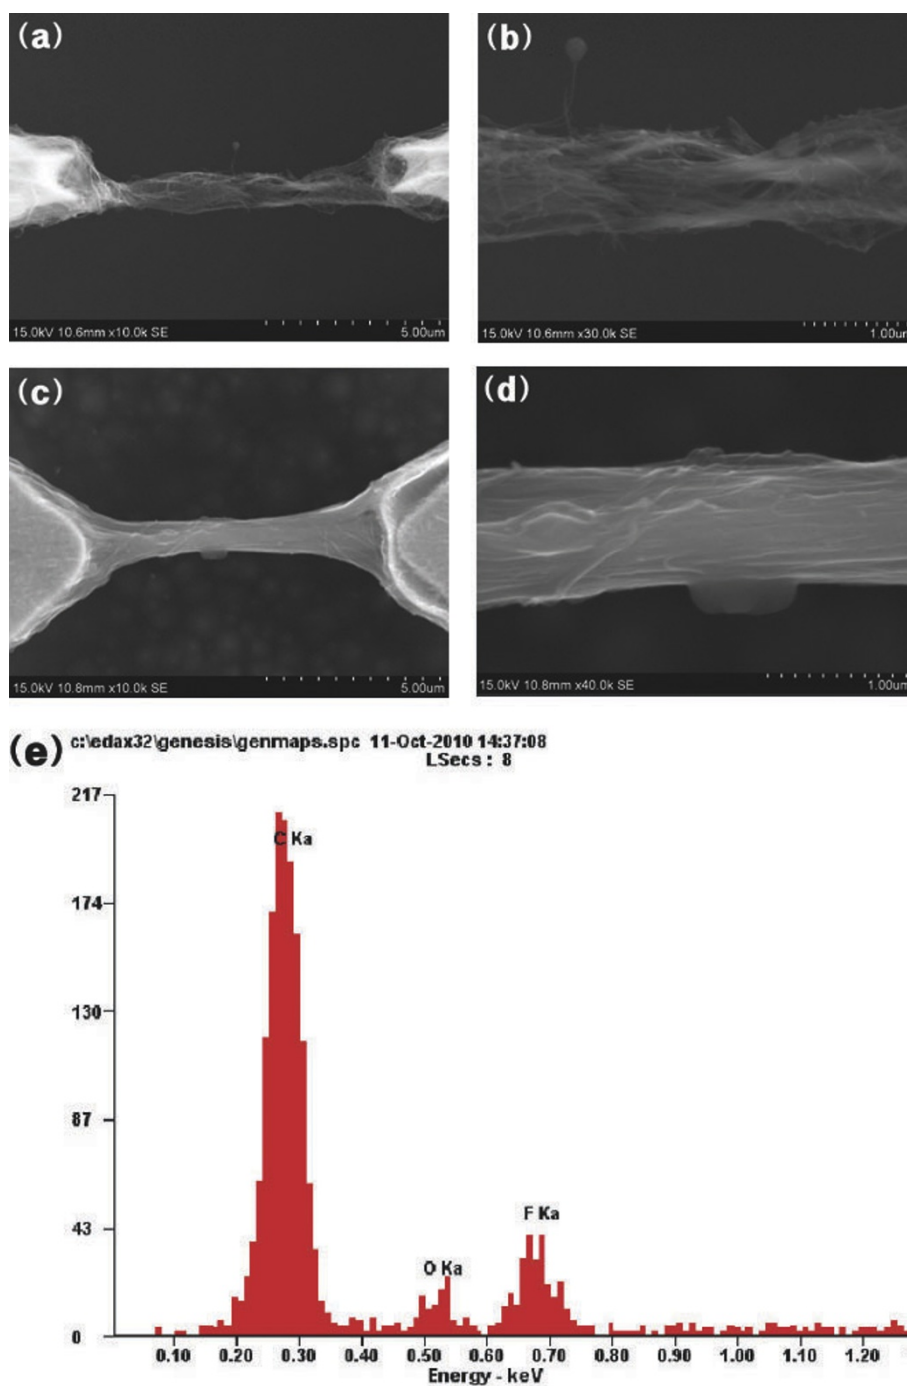 (a)
(b)
15.0kV 10.6mm x10.0k SE 5.00um
15.0kV 10.6mm x30.0k SE 1.00um
(c)
(d)
15.0kV 10.8mm x10.0k SE 5.00um
15.0kV 10.8mm x40.0k SE 1.00um
(e) c:\edax32\genesis\genmaps.spc 11-Oct-2010 14:37:08
LSecs : 8
217
C Ka
174
130
87
43
F Ka
O Ka
0
0.10 0.20 0.30 0.40 0.50 0.60 0.70 0.80 0.90 1.00 1.10 1.20
Energy - keV